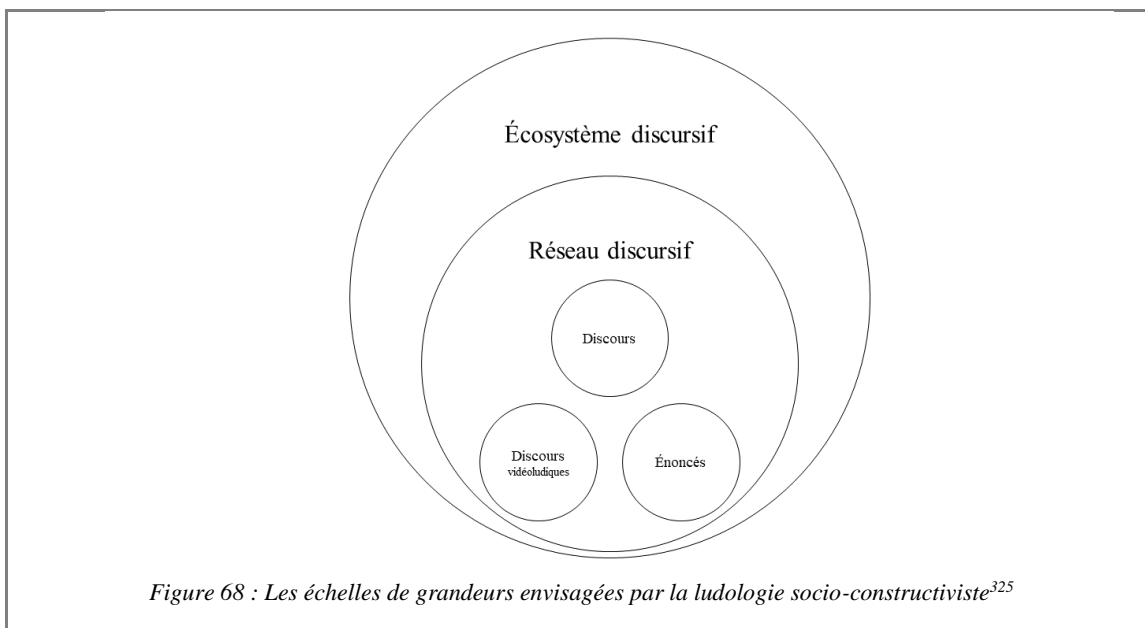 Écosystème discursif
Réseau discursif
Discours
Discours
vidéoludiques
Énoncés
Figure 68 : Les échelles de grandeurs envisagées par la ludologie socio-constructiviste325